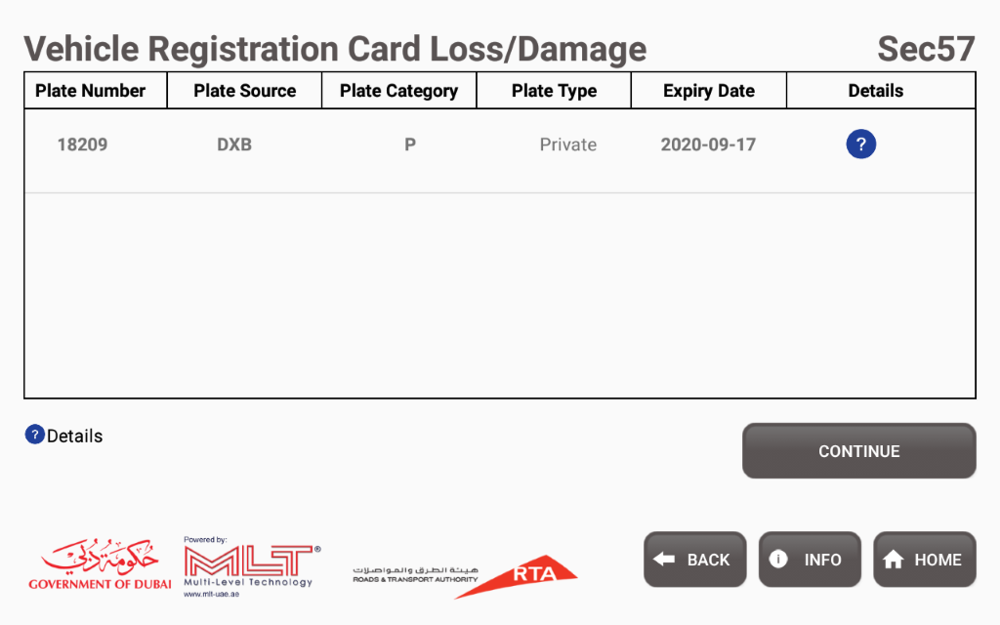 Vehicle Registration Card Loss/Damage Sec57
Plate Number Plate Source Plate Category Plate Type Expiry Date Details
18209 DXB P Private 2020-09-17 ?
? Details
CONTINUE
حكومة دبي
GOVERNMENT OF DUBAI
Powered by:
MLT®
Multi-Level Technology
www.mlt-uae.ae
هيئة الطرق والمواصلات
ROADS & TRANSPORT AUTHORITY
RTA
BACK
INFO
HOME